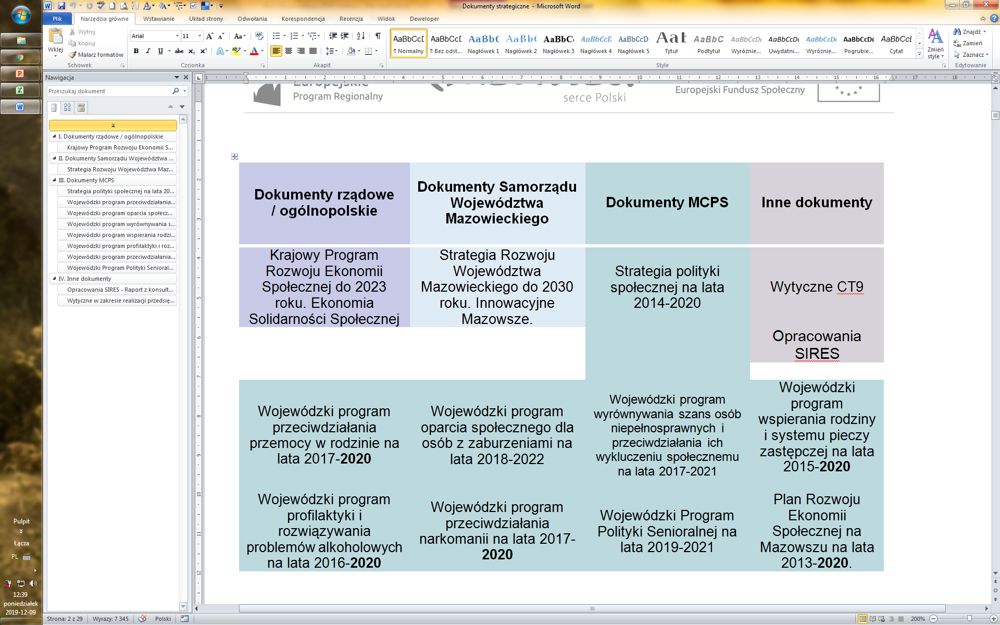 Dokumenty strategiczne - Microsoft Word
Plik
Narzędzia główne
Wstawianie
Układ strony
Odwołania
Korespondencja
Recenzja
Widok
Deweloper
Wklej
Wytnij
Kopiuj
Malarz formatów
Schowek
Arial
11
Czcionka
Akapit
AaBbCcI
¶ Normalny
AaBbCcI
¶ Bez odst...
AaBbC
Nagłówek 1
AaBbC
Nagłówek 2
AaBbCc
Nagłówek 3
AaBbCcD
Nagłówek 4
AaBbCcD
Nagłówek 5
AaB
Tytuł
AaBbC
Podtytuł
AaBbCcDc
Wyróżnie...
AaBbCcDc
Uwydatni...
AaBbCcDc
Wyróżnie...
AaBbCcDc
Pogrubie...
AaBbCcL
Cytat
Style
Zmień
style
Znajdź
Zamień
Zaznacz
Edytowanie
Nawigacja
Przeszukaj dokument
I. Dokumenty rządowe / ogólnopolskie
Krajowy Program Rozwoju Ekonomii S...
II. Dokumenty Samorządu Województwa ...
Strategia Rozwoju Województwa Maz...
III. Dokumenty MCPS
Strategia polityki społecznej na lata 20...
Wojewódzki program przeciwdziałania...
Wojewódzki program oparcia społecz...
Wojewódzki program wyrównywania s...
Wojewódzki program wspierania rodzi...
Wojewódzki program profilaktyki i roz...
Wojewódzki program przeciwdziałania...
Wojewódzki Program Polityki Senioral...
IV. Inne dokumenty
Opracowania SIRES - Raport z konsult...
Wytyczne w zakresie realizacji przedsię...
Europejskie
Program Regionalny
serce Polski
Europejski Fundusz Społeczny
Dokumenty rządowe
/ ogólnopolskie
Dokumenty Samorządu
Województwa
Mazowieckiego
Dokumenty MCPS
Inne dokumenty
Krajowy Program
Rozwoju Ekonomii
Społecznej do 2023
roku. Ekonomia
Solidarności Społecznej
Strategia Rozwoju
Województwa
Mazowieckiego do 2030
roku. Innowacyjne
Mazowsze.
Strategia polityki
społecznej na lata
2014-2020
Wytyczne CT9
Opracowania
SIRES
Wojewódzki program
przeciwdziałania
przemocy w rodzinie na
lata 2017-2020
Wojewódzki program
oparcia społecznego dla
osób z zaburzeniami na
lata 2018-2022
Wojewódzki program
wyrównywania szans osób
niepełnosprawnych i
przeciwdziałania ich
wykluczeniu społecznemu
na lata 2017-2021
Wojewódzki
program
wspierania rodziny
i systemu pieczy
zastępczej na lata
2015-2020
Wojewódzki program
profilaktyki i
rozwiązywania
problemów alkoholowych
na lata 2016-2020
Wojewódzki program
przeciwdziałania
narkomanii na lata 2017-
2020
Wojewódzki Program
Polityki Senioralnej na
lata 2019-2021
Plan Rozwoju
Ekonomii
Społecznej na
Mazowszu na lata
2013-2020.
Pulpit
Łącza
PL
12:39
poniedziałek
2019-12-09
Strona: 2 z 29
Wyrazy: 7 345
Polski
200%